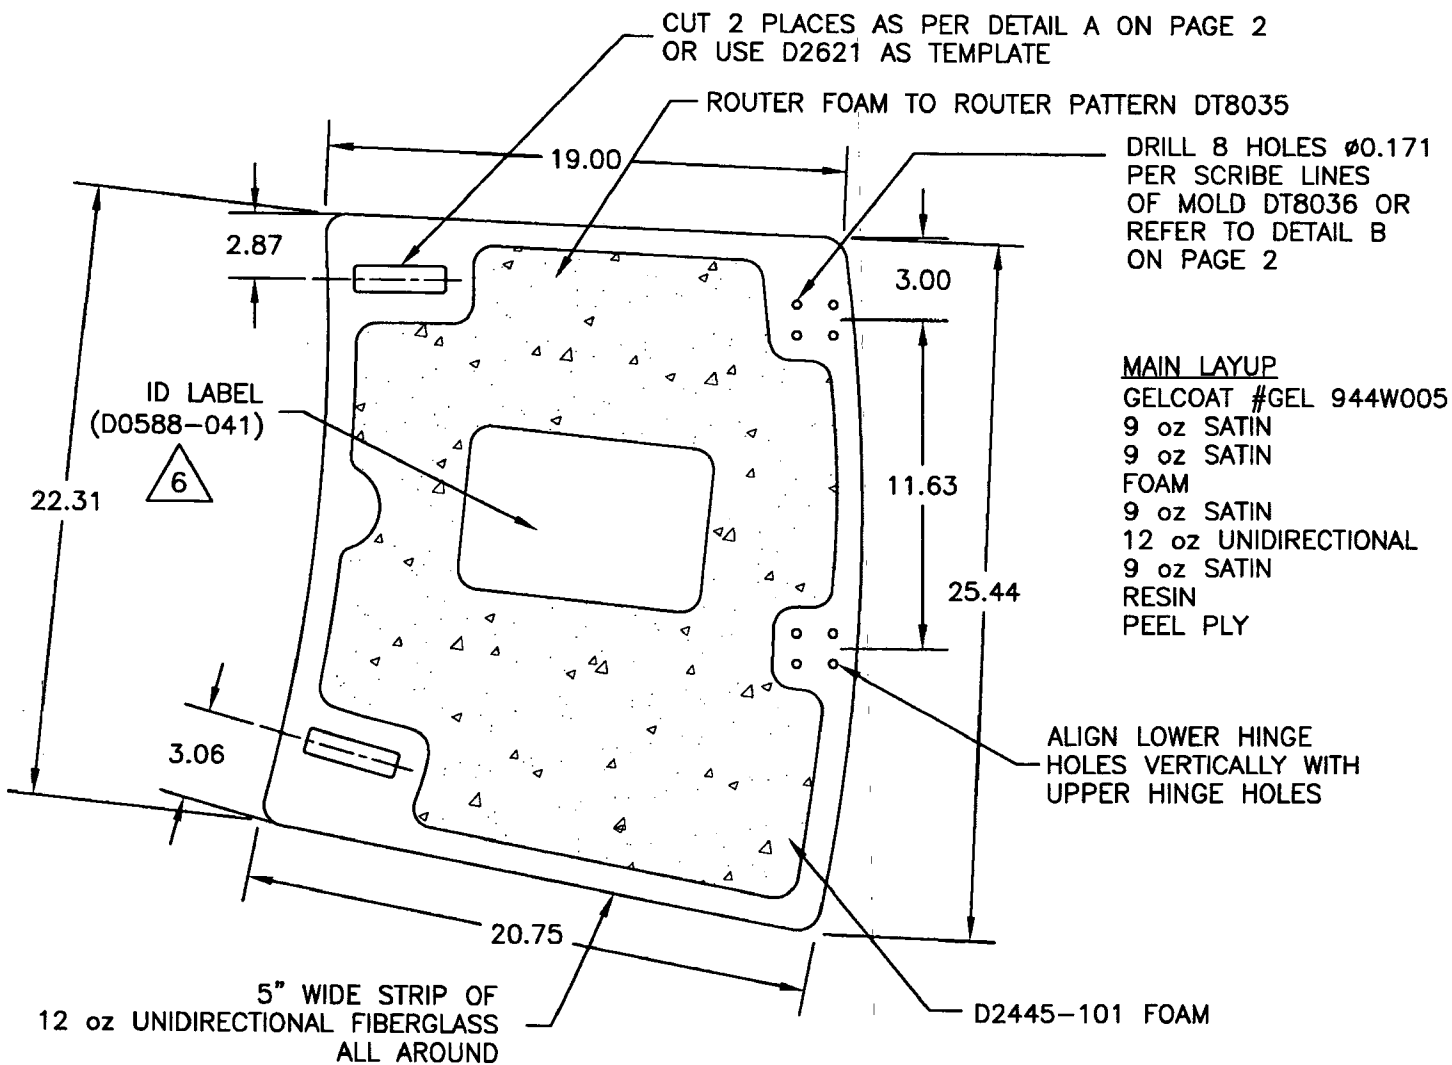 CUT 2 PLACES AS PER DETAIL A ON PAGE 2
OR USE D2621 AS TEMPLATE
ROUTER FOAM TO ROUTER PATTERN DT8035
DRILL 8 HOLES ø0.171
PER SCRIBE LINES
OF MOLD DT8036 OR
REFER TO DETAIL B
ON PAGE 2
19.00
2.87
3.00
ID LABEL
(D0588-041)
6
22.31
11.63
25.44
MAIN LAYUP
GELCOAT #GEL 944W005
9 oz SATIN
9 oz SATIN
FOAM
9 oz SATIN
12 oz UNIDIRECTIONAL
9 oz SATIN
RESIN
PEEL PLY
3.06
ALIGN LOWER HINGE
HOLES VERTICALLY WITH
UPPER HINGE HOLES
20.75
5" WIDE STRIP OF
12 oz UNIDIRECTIONAL FIBERGLASS
ALL AROUND
D2445-101 FOAM